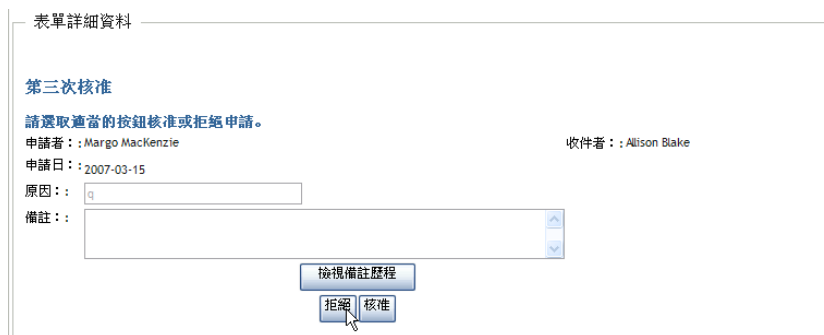 表單詳細資料
第三次核准
請選取適當的按鈕核准或拒絕申請。
申請者：: Margo MacKenzie 收件者：: Allison Blake
申請日：: 2007-03-15
原因：: q
備註：:
檢視備註歷程
拒絕 核准